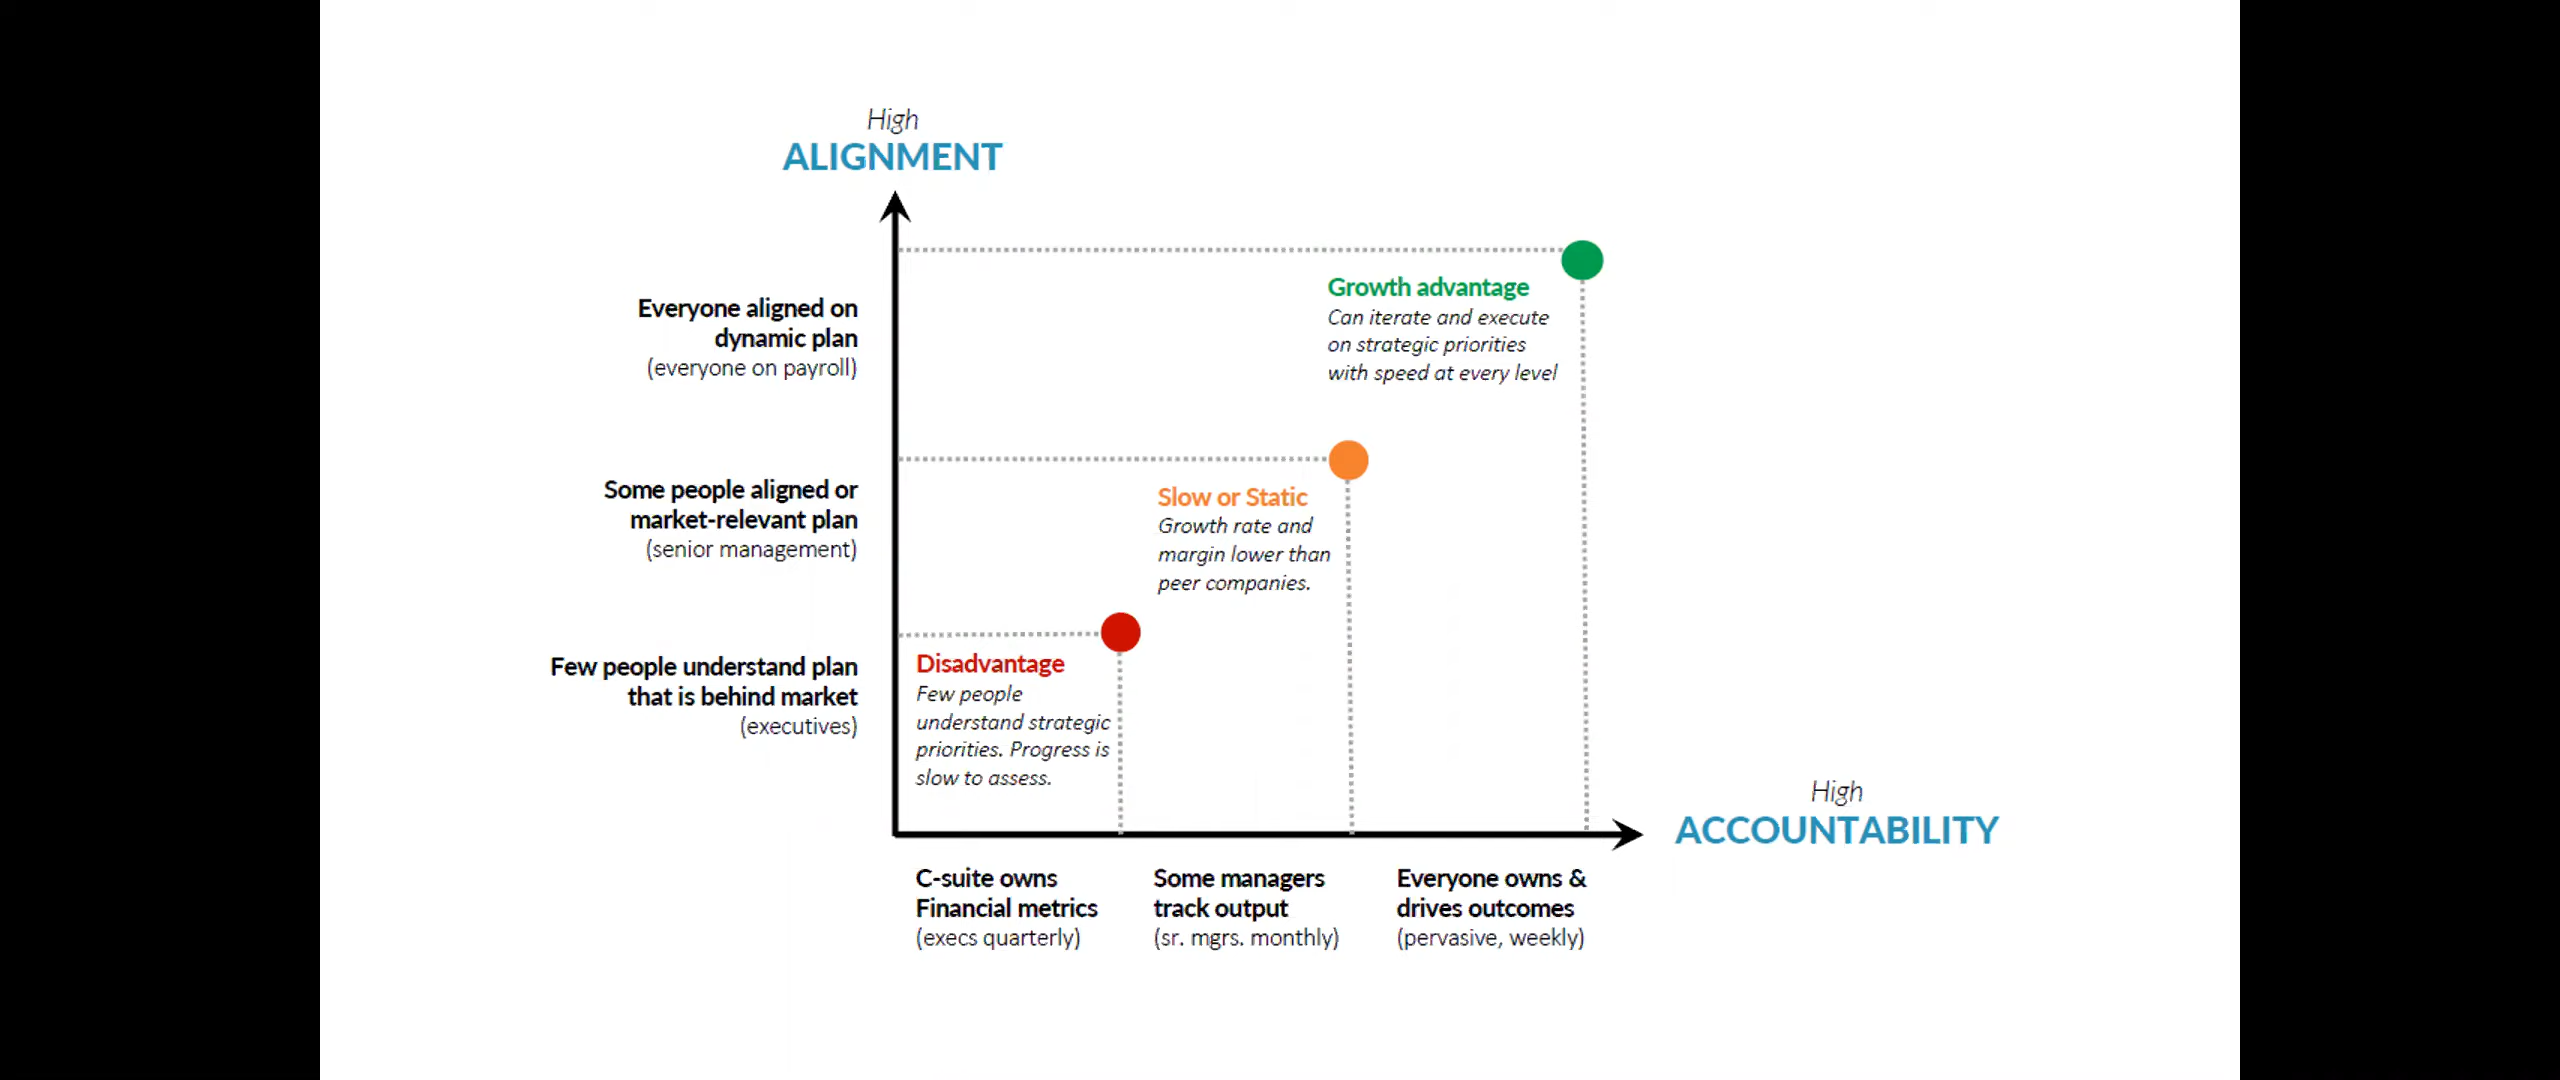 High
ALIGNMENT
Everyone aligned on
dynamic plan
(everyone on payroll)
Growth advantage
Can iterate and execute
on strategic priorities
with speed at every level
Some people aligned or
market-relevant plan
(senior management)
Slow or Static
Growth rate and
margin lower than
peer companies.
Few people understand plan
that is behind market
(executives)
Disadvantage
Few people
understand strategic
priorities. Progress is
slow to assess.
High
ACCOUNTABILITY
C-suite owns
Financial metrics
(execs quarterly)
Some managers
track output
(sr. mgrs. monthly)
Everyone owns &
drives outcomes
(pervasive, weekly)